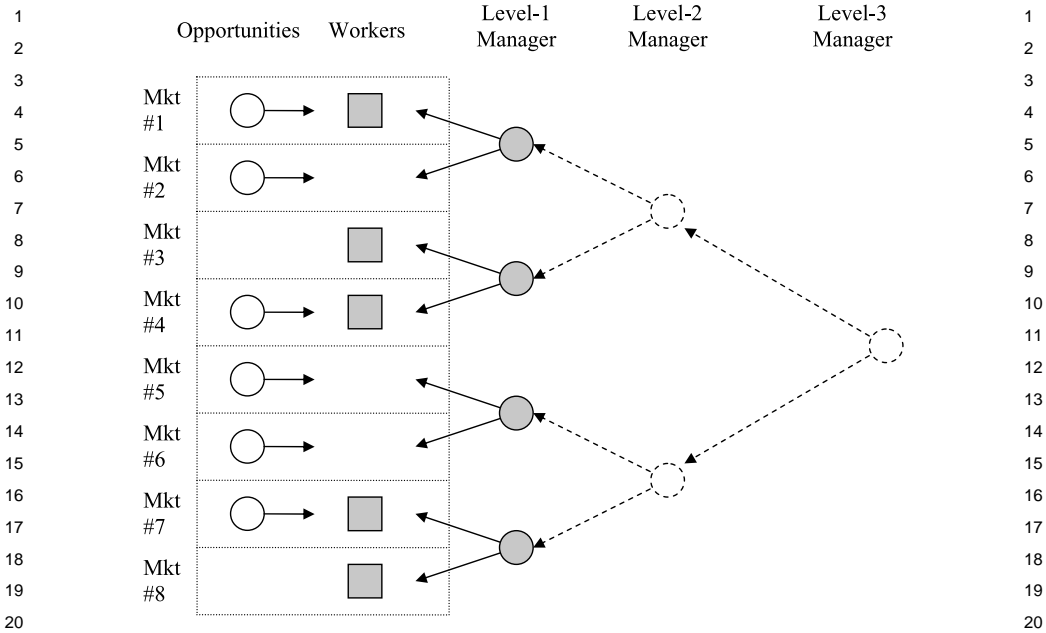 Opportunities Workers Level-1 Manager Level-2 Manager Level-3 Manager
Mkt #1
Mkt #2
Mkt #3
Mkt #4
Mkt #5
Mkt #6
Mkt #7
Mkt #8
1 1
2 2
3 3
4 4
5 5
6 6
7 7
8 8
9 9
10 10
11 11
12 12
13 13
14 14
15 15
16 16
17 17
18 18
19 19
20 20